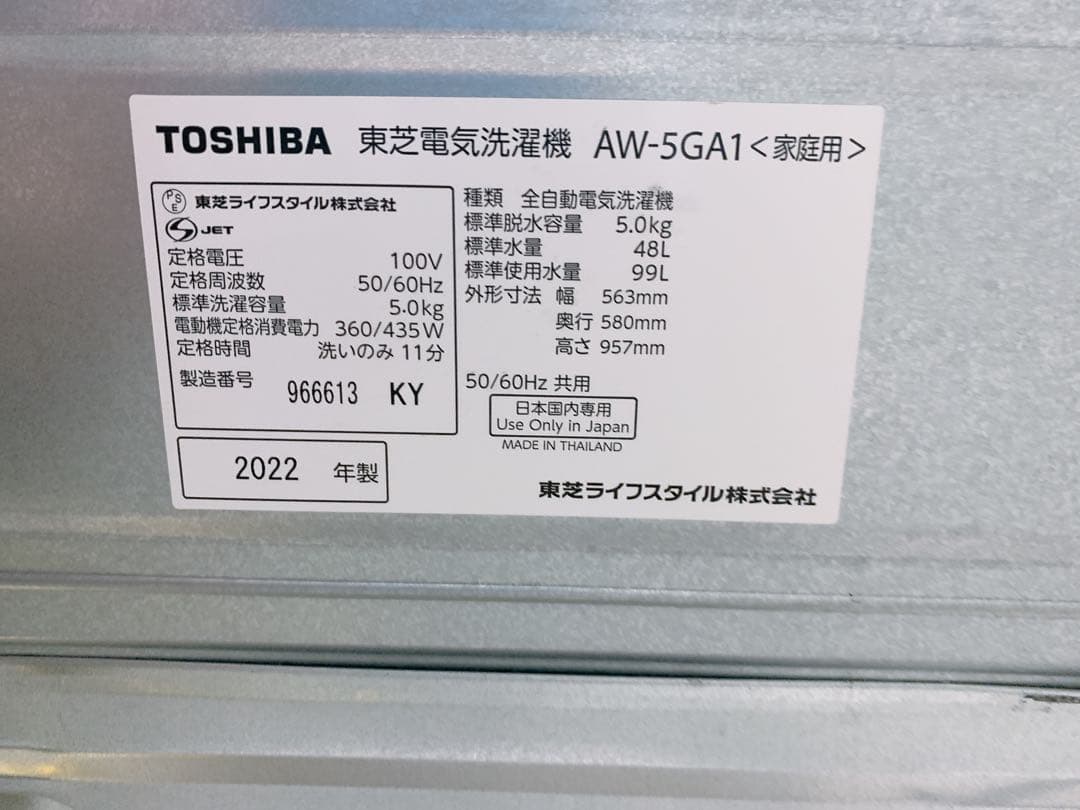 TOSHIBA 東芝電気洗濯機 AW-5GA1<家庭用>
PSE 東芝ライフスタイル株式会社
JET
定格電圧 100V
定格周波数 50/60Hz
標準洗濯容量 5.0kg
電動機定格消費電力 360/435W
定格時間 洗いのみ 11分
製造番号 966613 KY
2022 年製
種類 全自動電気洗濯機
標準脱水容量 5.0kg
標準水量 48L
標準使用水量 99L
外形寸法 幅 563mm
奥行 580mm
高さ 957mm
50/60Hz 共用
日本国内専用
Use Only in Japan
MADE IN THAILAND
東芝ライフスタイル株式会社